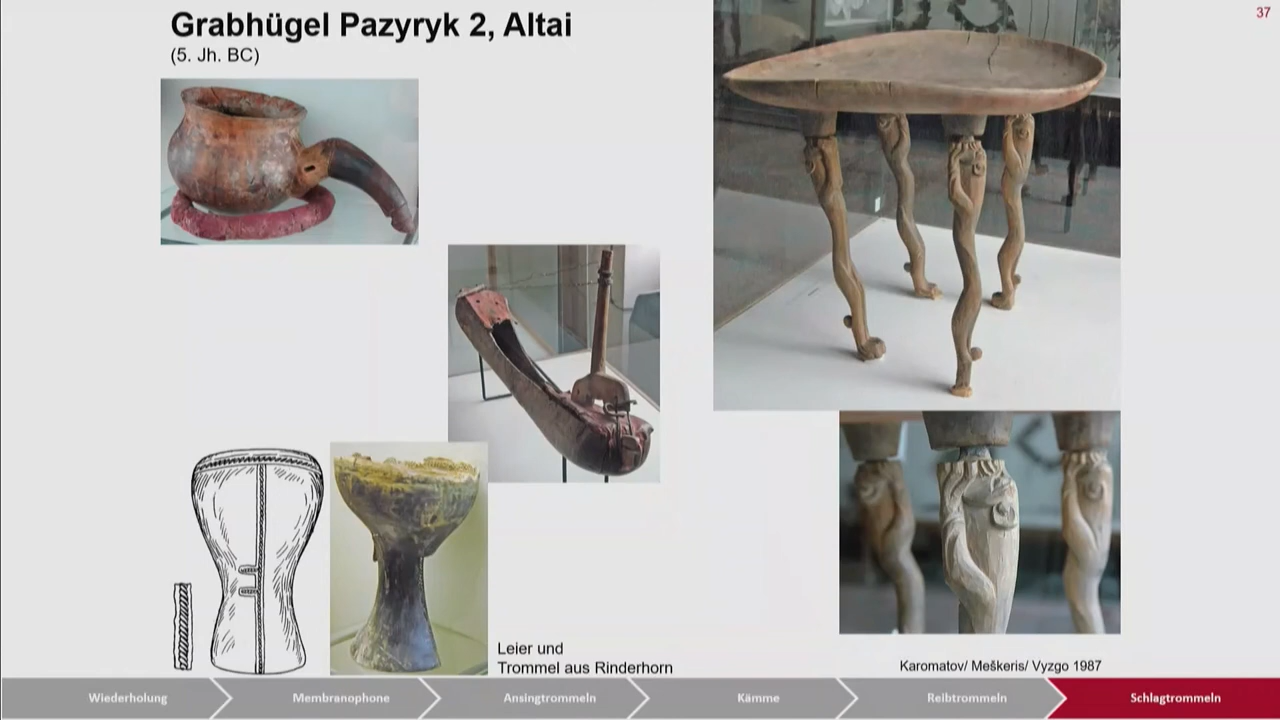 37
Grabhügel Pazyryk 2, Altai
(5. Jh. BC)
Leier und
Trommel aus Rinderhorn
Karomatov/ Meškeris/ Vyzgo 1987
Wiederholung
Membranophone
Ansingtrommeln
Kämme
Reibtrommeln
Schlagtrommeln